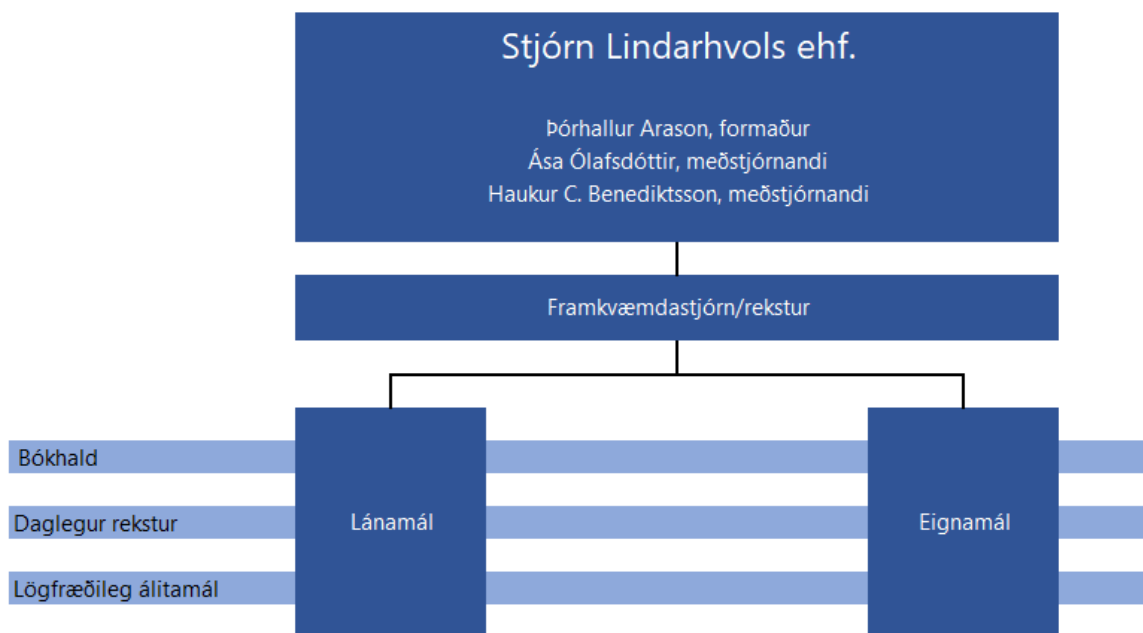 Stjórn Lindarhvols ehf.
Þórhallur Arason, formaður
Ása Ólafsdóttir, meðstjórnandi
Haukur C. Benediktsson, meðstjórnandi
Framkvæmdastjórn/rekstur
Bókhald
Daglegur rekstur
Lánamál
Eignamál
Lögfræðileg álitamál